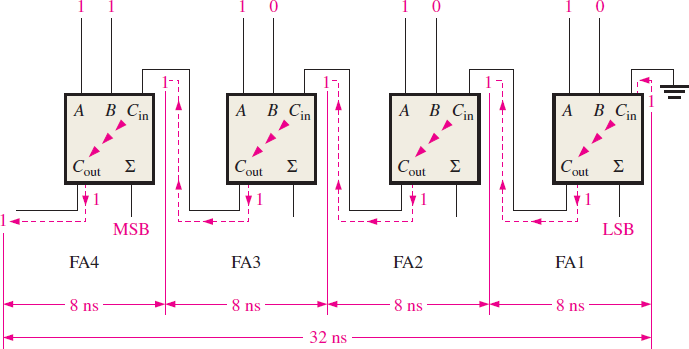 1 1 1 0 1 0 1 0
1 1 1 1
A B Cin A B Cin A B Cin A B Cin
Cout Σ Cout Σ Cout Σ Cout Σ
1 1 1 1
1 MSB LSB
FA4 FA3 FA2 FA1
8 ns 8 ns 8 ns 8 ns
32 ns